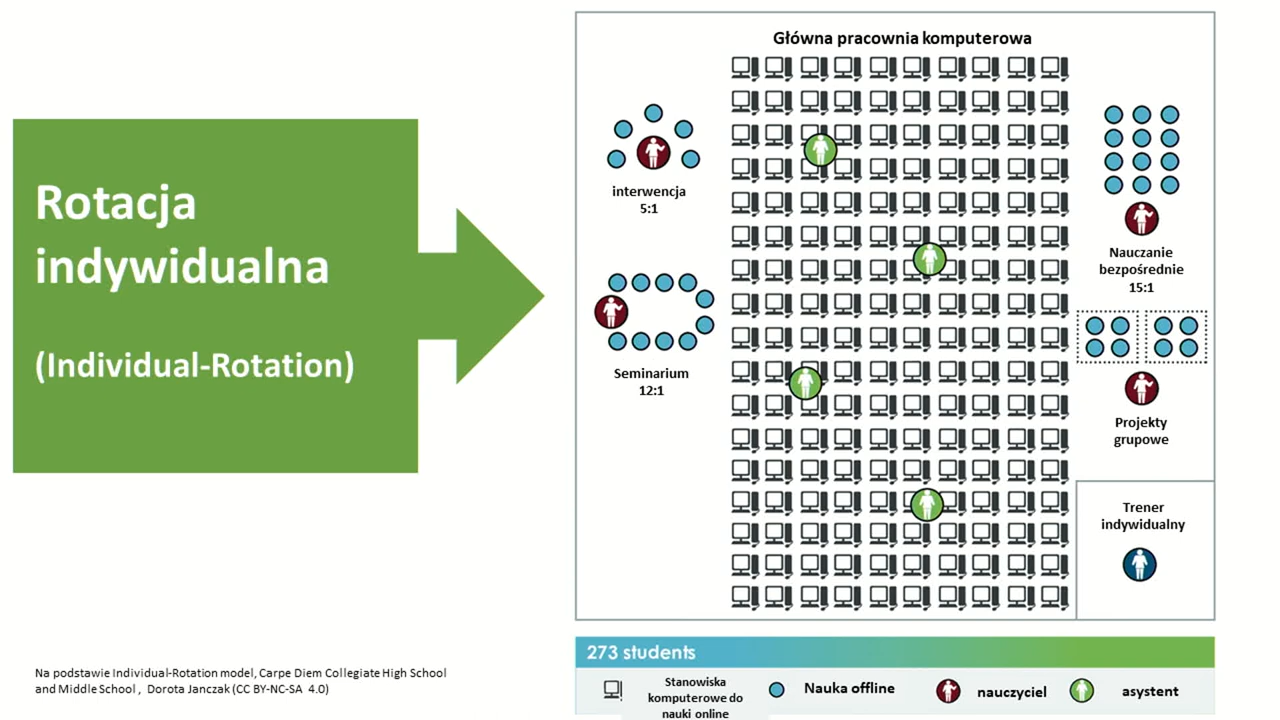 Rotacja
indywidualna
(Individual-Rotation)
Na podstawie Individual-Rotation model, Carpe Diem Collegiate High School
and Middle School , Dorota Janczak (CC BY-NC-SA 4.0)
Główna pracownia komputerowa
interwencja
5:1
Seminarium
12:1
Nauczanie
bezpośrednie
15:1
Projekty
grupowe
Trener
indywidualny
273 students
Stanowiska
komputerowe do
nauki online
Nauka offline
nauczyciel
asystent